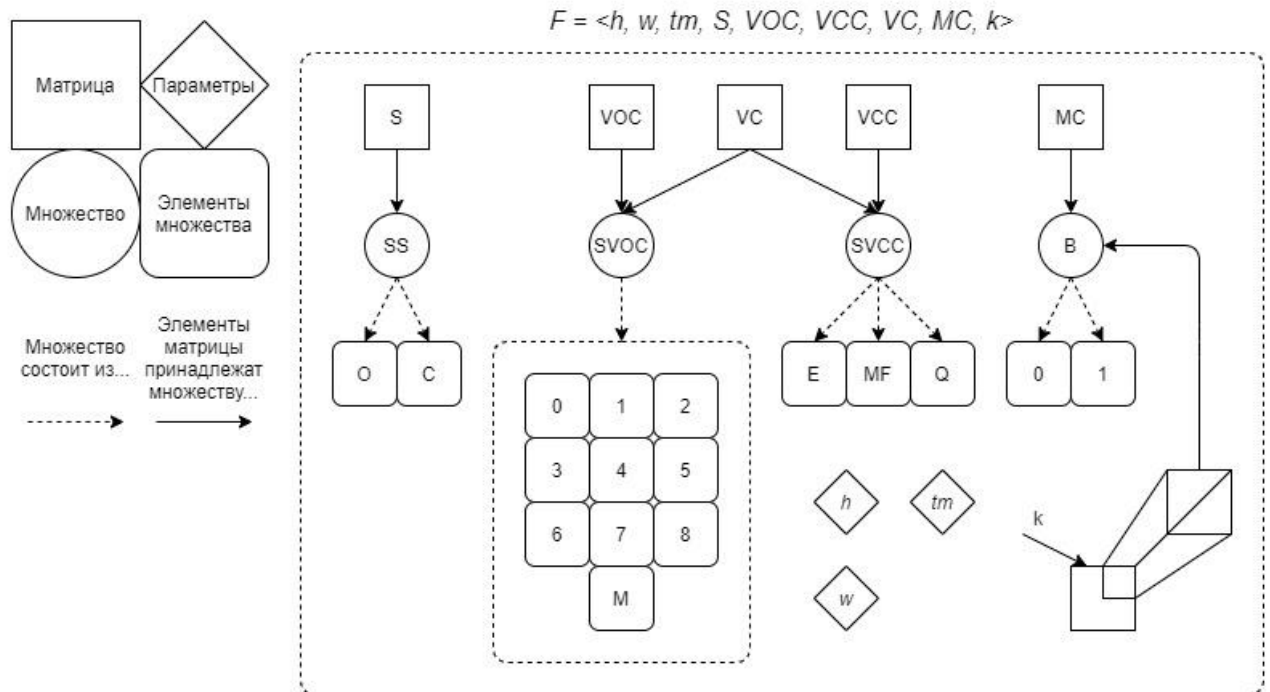 F = <h, w, tm, S, VOC, VCC, VC, MC, k>
Матрица
Параметры
Множество
Элементы
множества
Множество
состоит из...
Элементы
матрицы
принадлежат
множеству...
S
VOC
VC
VCC
MC
SS
SVOC
SVCC
B
O
C
E
MF
Q
0
1
0
1
2
3
4
5
6
7
8
M
h
tm
w
k